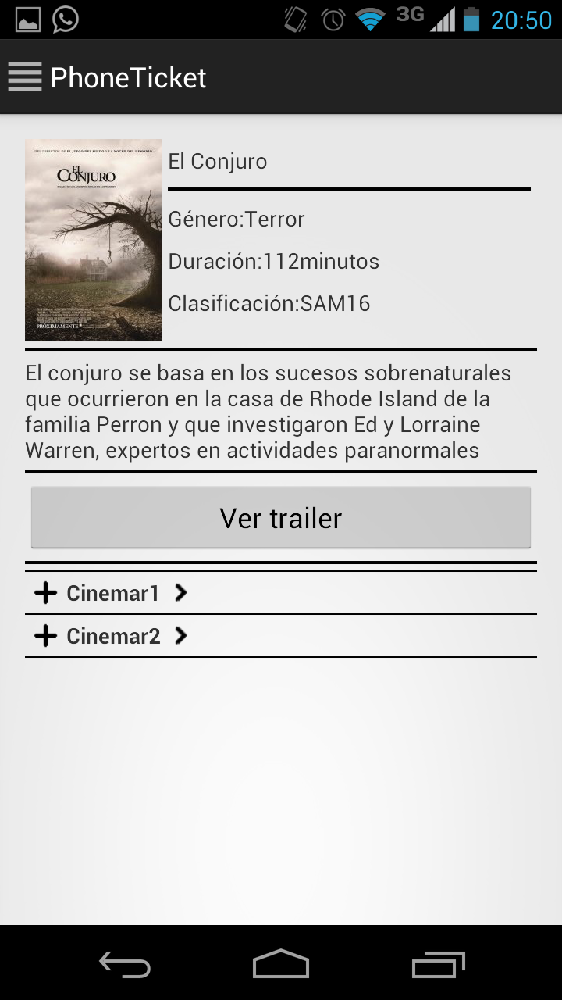 3G 20:50
PhoneTicket
DEL DIRECTOR DE EL JUEGO DEL MIEDO Y LA NOCHE DEL DEMONIO
EL
CONJURO
PRÓXIMAMENTE
El Conjuro
Género:Terror
Duración:112minutos
Clasificación:SAM16
El conjuro se basa en los sucesos sobrenaturales
que ocurrieron en la casa de Rhode Island de la
familia Perron y que investigaron Ed y Lorraine
Warren, expertos en actividades paranormales
Ver trailer
Cinemar1
Cinemar2